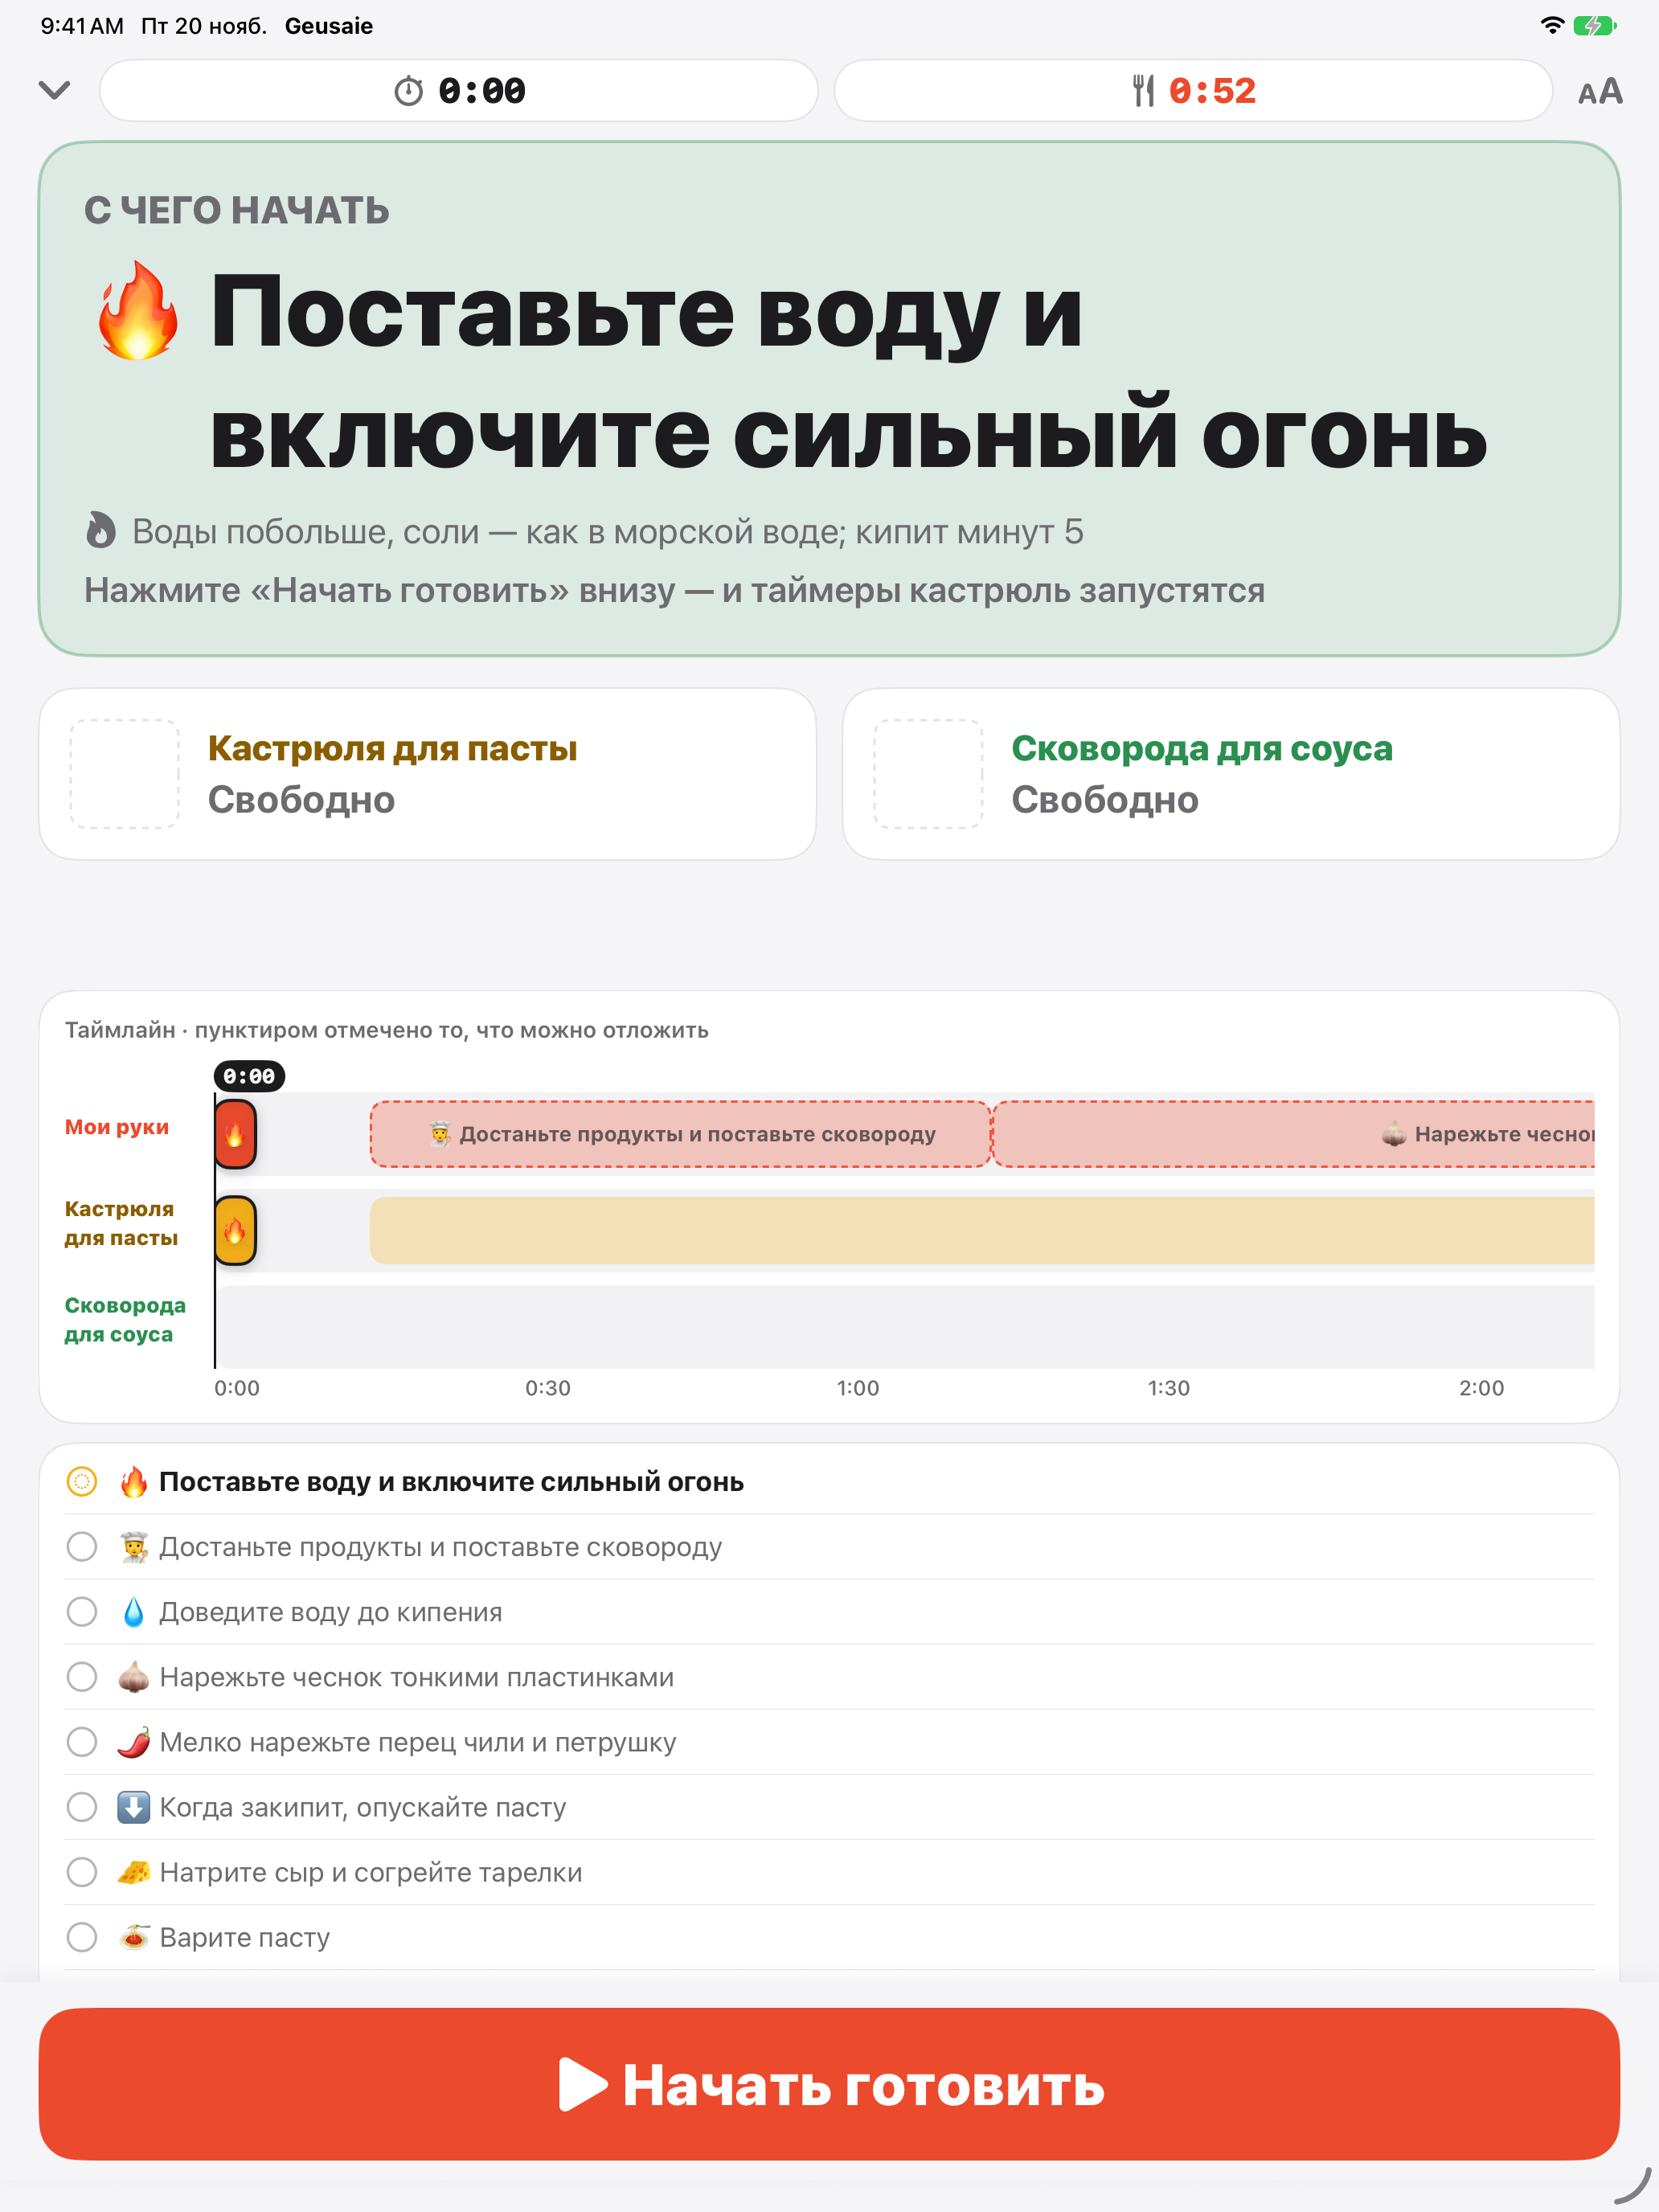 9:41 AM Пт 20 нояб. Geusaie
0:00
0:52
AA
С ЧЕГО НАЧАТЬ
Поставьте воду и
включите сильный огонь
Воды побольше, соли — как в морской воде; кипит минут 5
Нажмите «Начать готовить» внизу — и таймеры кастрюль запустятся
Кастрюля для пасты
Свободно
Сковорода для соуса
Свободно
Таймлайн · пунктиром отмечено то, что можно отложить
0:00
Мои руки
Достаньте продукты и поставьте сковороду
Нарежьте
Кастрюля
для пасты
Сковорода
для соуса
0:00 0:30 1:00 1:30 2:00
Поставьте воду и включите сильный огонь
Достаньте продукты и поставьте сковороду
Доведите воду до кипения
Нарежьте чеснок тонкими пластинками
Мелко нарежьте перец чили и петрушку
Когда закипит, опускайте пасту
Натрите сыр и согрейте тарелки
Варите пасту
Начать готовить